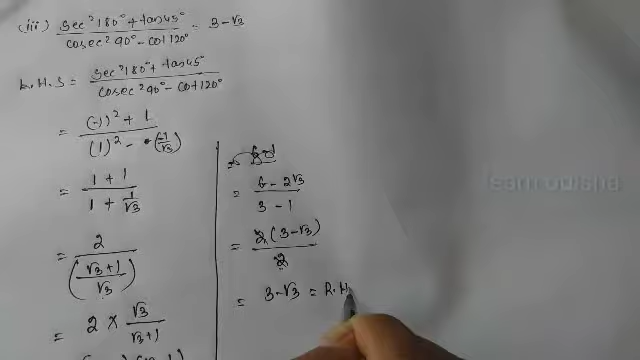 (iii) sec²180° + tan45° / cosec²90° - cot120° = 3 - √3
L.H.S = sec²180° + tan45° / cosec²90° - cot120°
= (-1)² + 1 / (1)² - (-1/√3)
= 1 + 1 / 1 + 1/√3
= 2 / (√3+1 / √3)
= 2 × √3 / √3+1
= 6 - 2√3 / 3 - 1
= 2(3-√3) / 2
= 3-√3 = R.H